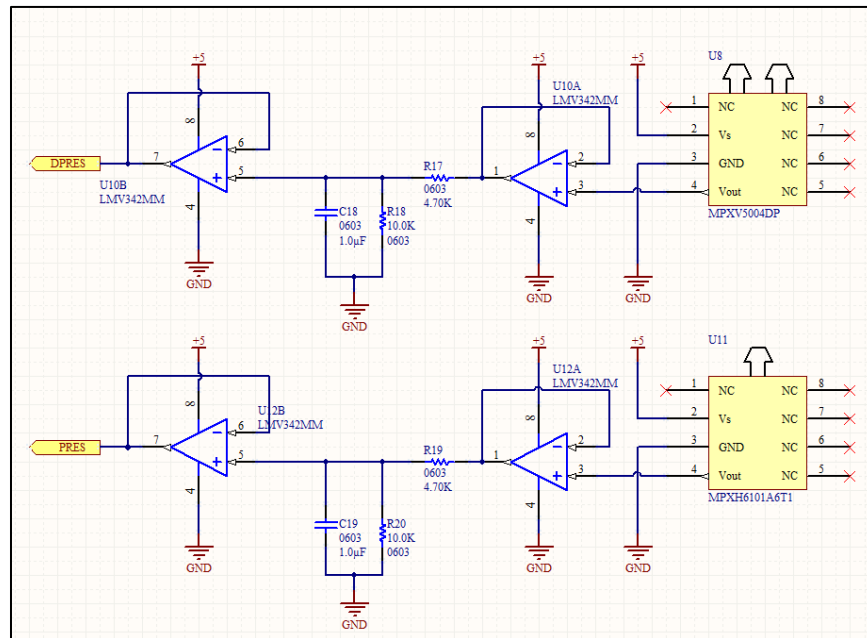 +5
8
6
7
5
4
DPRES
U10B
LMV342MM
GND
C18
0603
1.0µF
R18
10.0K
0603
GND
R17
0603
4.70K
+5
U10A
LMV342MM
8
2
1
3
4
GND
+5
GND
U8
1 NC NC 8
2 Vs NC 7
3 GND NC 6
4 Vout NC 5
MPXV5004DP
+5
8
U12B
LMV342MM
6
7
5
4
PRES
GND
C19
0603
1.0µF
R20
10.0K
0603
GND
R19
0603
4.70K
+5
U12A
LMV342MM
8
2
1
3
4
GND
+5
GND
U11
1 NC NC 8
2 Vs NC 7
3 GND NC 6
4 Vout NC 5
MPXH6101A6T1